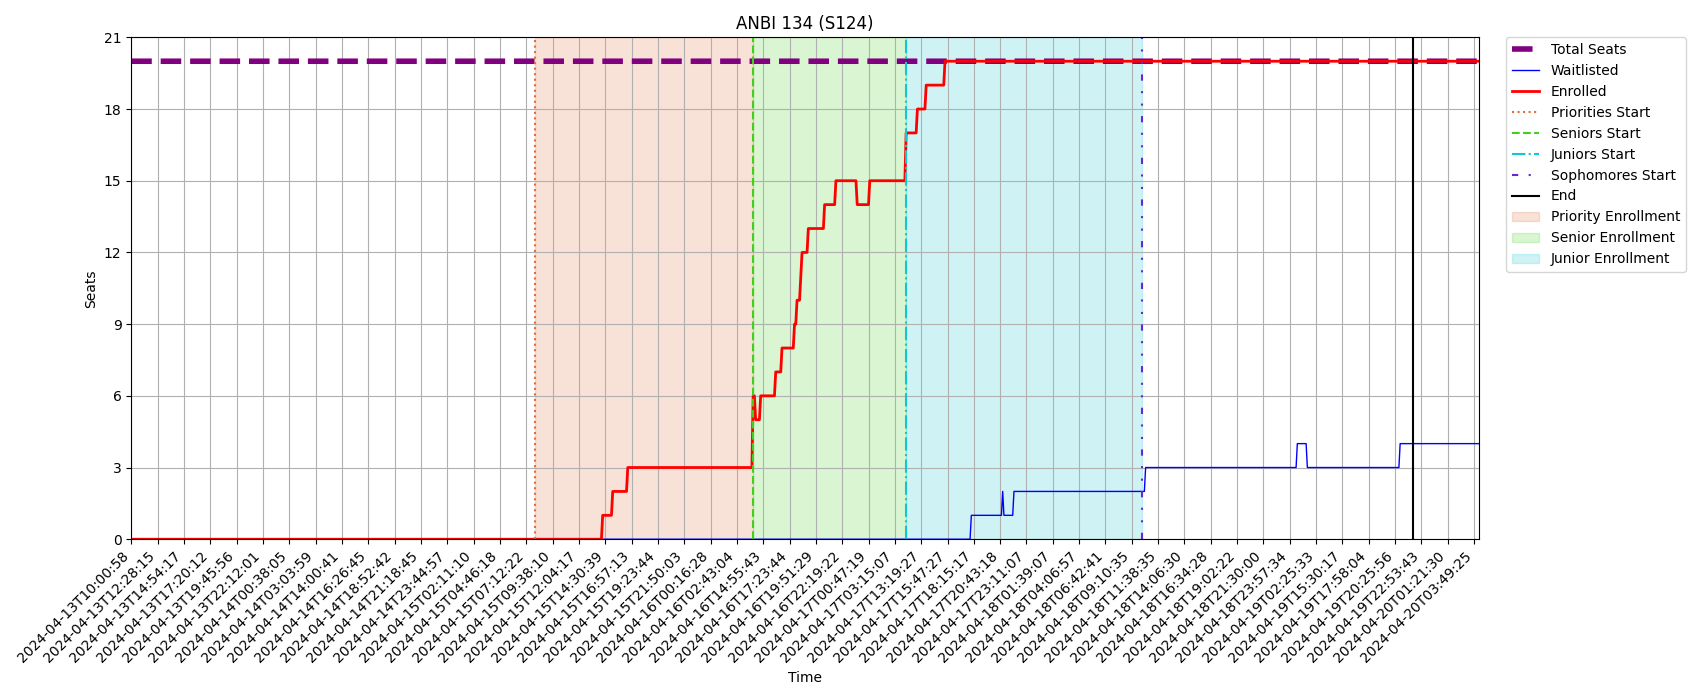 ANBI 134 (S124)
21
18
15
12
9
6
3
0
Seats
2024-04-13T10:00:58
2024-04-13T12:28:15
2024-04-13T14:54:17
2024-04-13T17:20:12
2024-04-13T19:45:56
2024-04-13T22:12:01
2024-04-14T00:38:05
2024-04-14T03:03:59
2024-04-14T14:00:41
2024-04-14T16:26:45
2024-04-14T18:52:42
2024-04-14T21:18:45
2024-04-14T23:44:57
2024-04-15T02:11:10
2024-04-15T04:46:18
2024-04-15T07:12:22
2024-04-15T09:38:10
2024-04-15T12:04:17
2024-04-15T14:30:39
2024-04-15T16:57:13
2024-04-15T19:23:44
2024-04-15T21:50:03
2024-04-16T00:16:28
2024-04-16T02:43:04
2024-04-16T14:55:43
2024-04-16T17:23:44
2024-04-16T19:51:29
2024-04-16T22:19:22
2024-04-17T00:47:19
2024-04-17T03:15:07
2024-04-17T13:19:27
2024-04-17T15:47:27
2024-04-17T18:15:17
2024-04-17T20:43:18
2024-04-17T23:11:07
2024-04-18T01:39:07
2024-04-18T04:06:57
2024-04-18T06:42:41
2024-04-18T09:10:35
2024-04-18T11:38:35
2024-04-18T14:06:30
2024-04-18T16:34:28
2024-04-18T19:02:22
2024-04-18T21:30:00
2024-04-18T23:57:34
2024-04-19T02:25:33
2024-04-19T15:30:17
2024-04-19T17:58:04
2024-04-19T20:25:56
2024-04-19T22:53:43
2024-04-20T01:21:30
2024-04-20T03:49:25
Time
Total Seats
Waitlisted
Enrolled
Priorities Start
Seniors Start
Juniors Start
Sophomores Start
End
Priority Enrollment
Senior Enrollment
Junior Enrollment